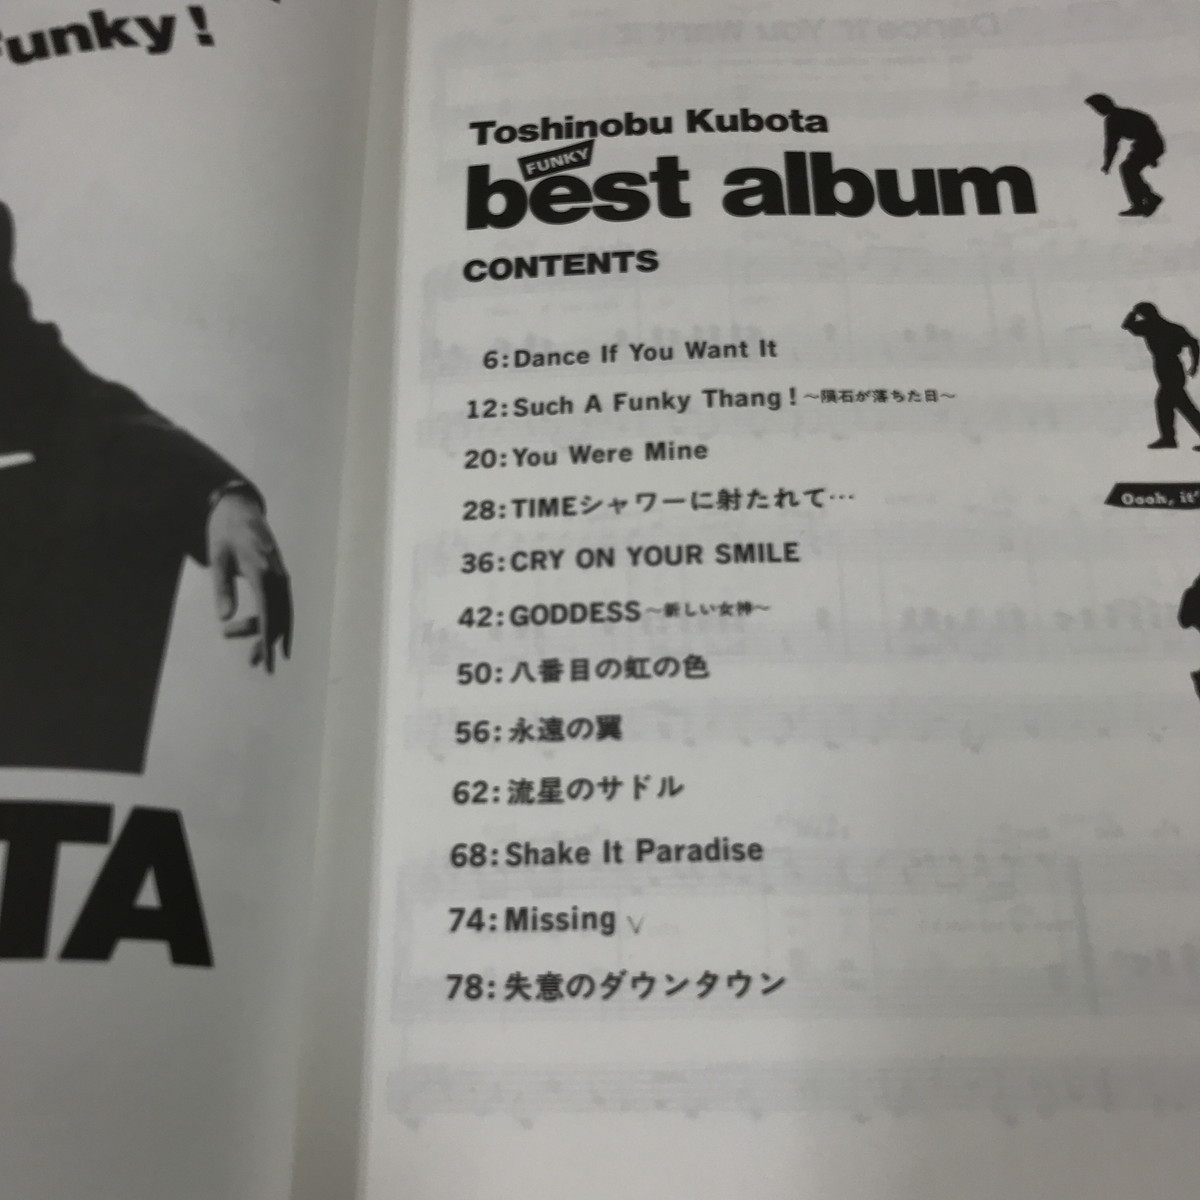 Funky!
TA
Toshinobu Kubota
FUNKY
best album
CONTENTS
6:Dance If You Want It
12:Such A Funky Thang!～隕石が落ちた日～
20:You Were Mine
28:TIMEシャワーに射たれて…
36:CRY ON YOUR SMILE
42:GODDESS～新しい女神～
50:八番目の虹の色
56:永遠の翼
62:流星のサドル
68:Shake It Paradise
74:Missing
78:失意のダウンタウン
Oooh, it'